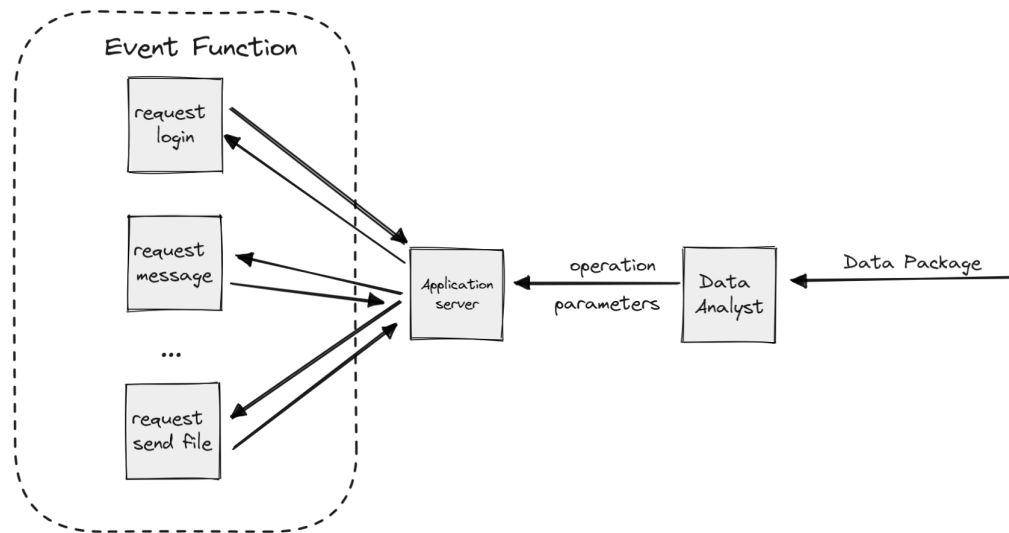 Event Function
request
login
request
message
...
request
send file
Application
server
operation
parameters
Data
Analyst
Data Package